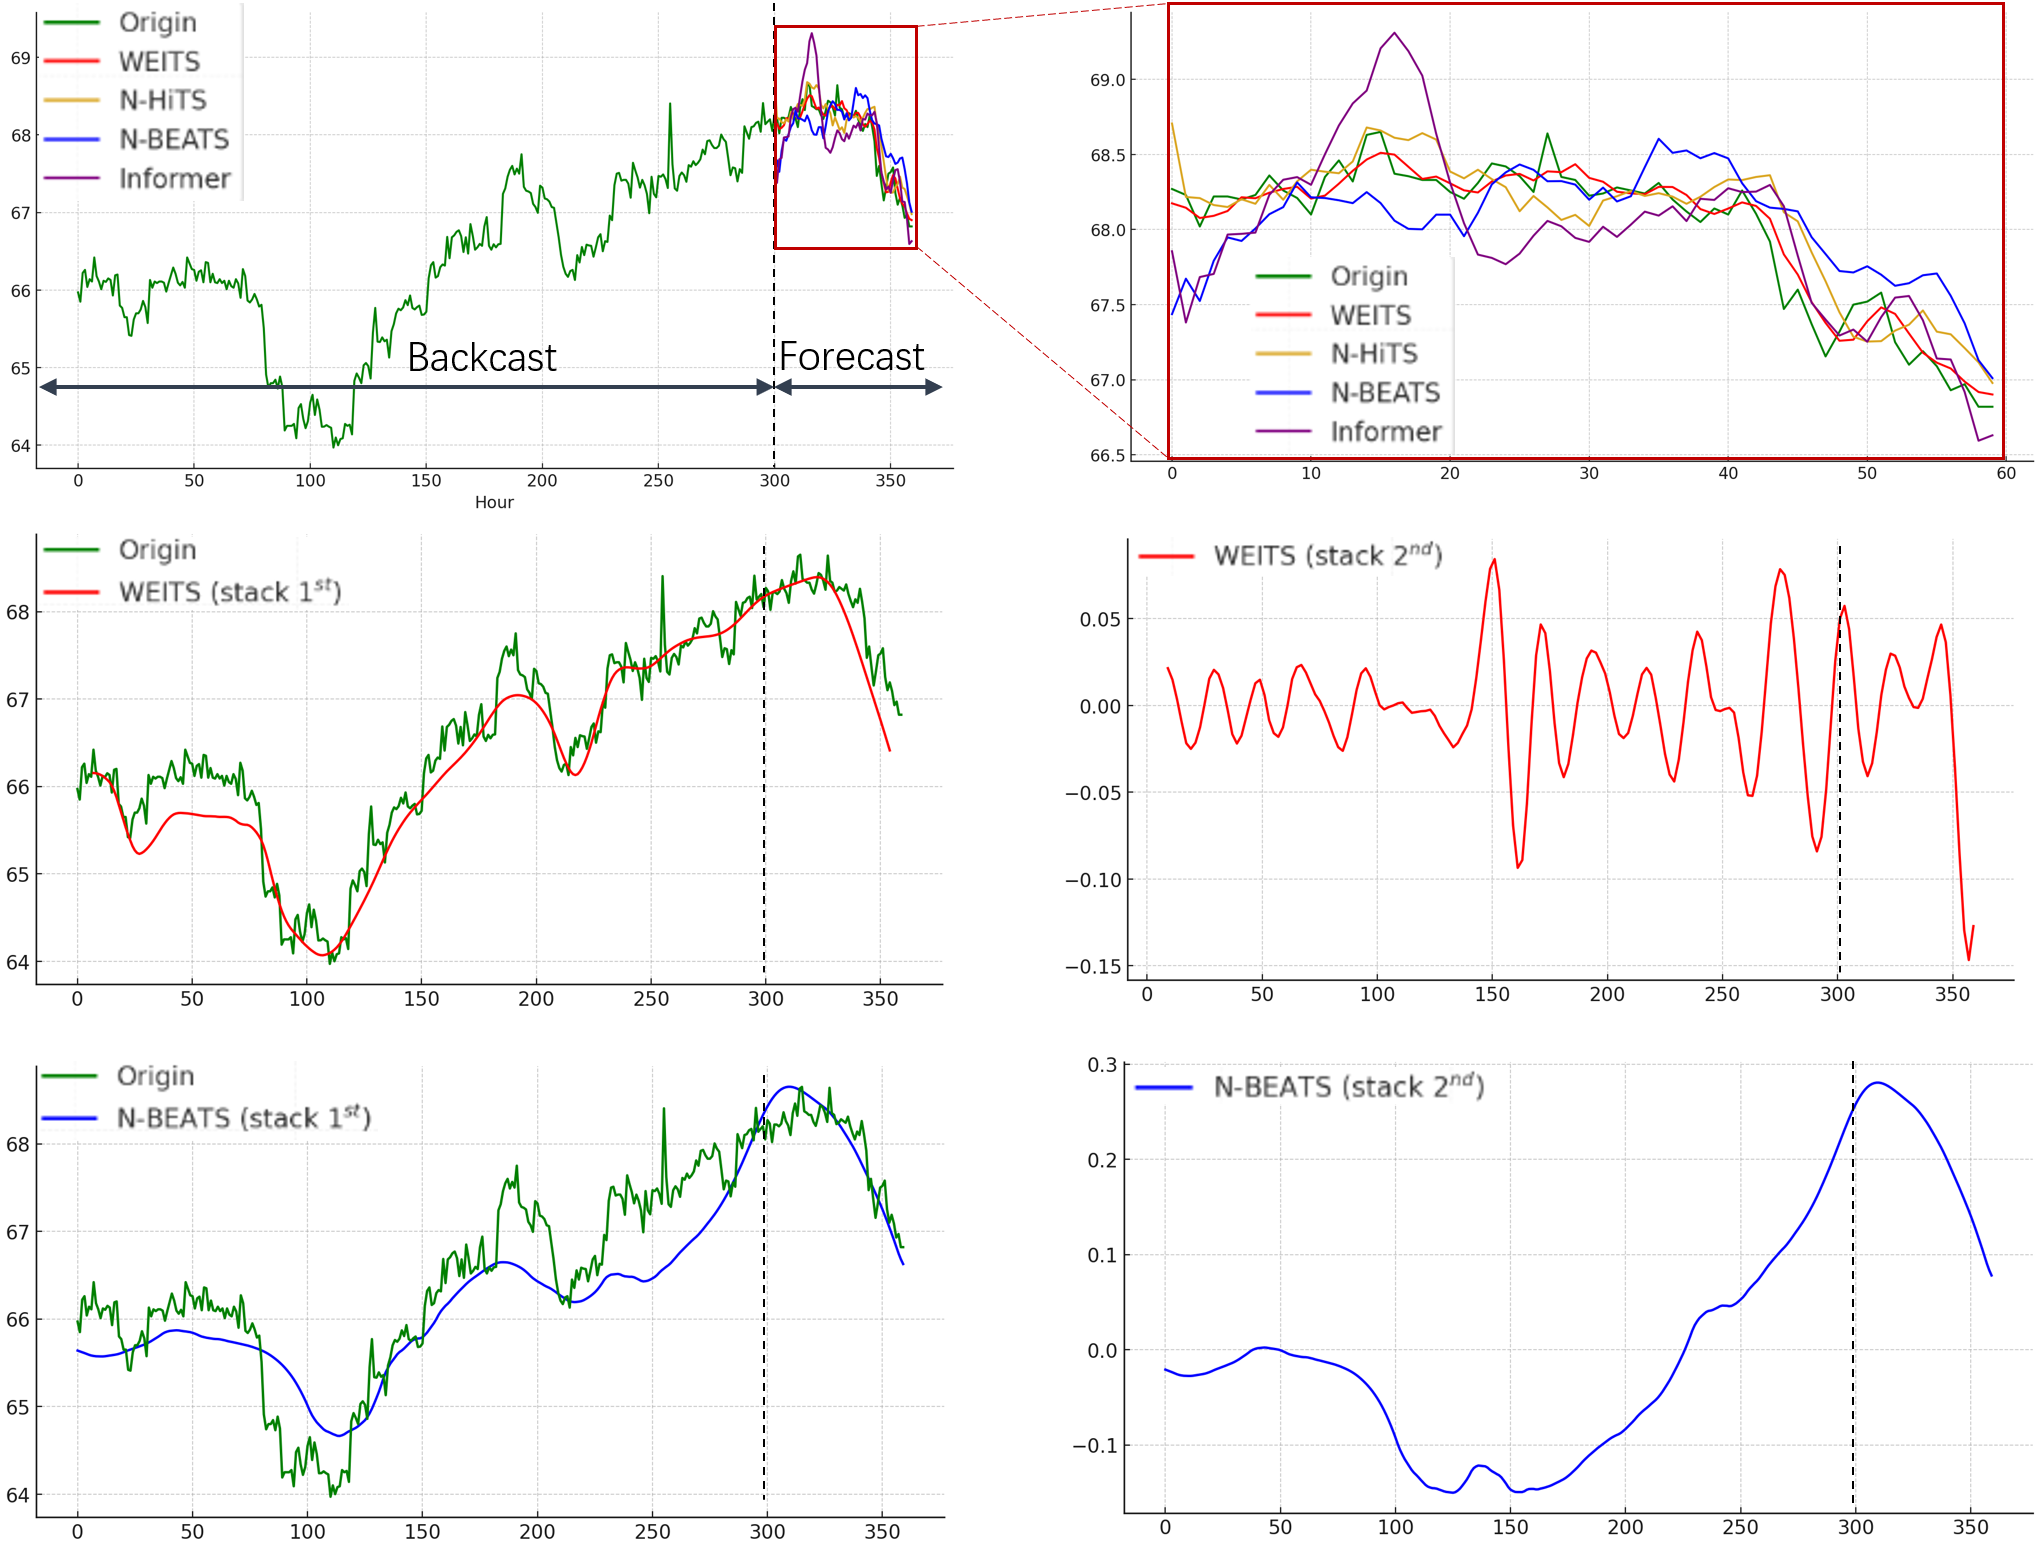 Origin
WEITS
N-HiTS
N-BEATS
Informer
69
68
67
66
65
64
Backcast
Forecast
0 50 100 150 200 250 300 350
Hour
69.0
68.5
68.0
67.5
67.0
66.5
Origin
WEITS
N-HiTS
N-BEATS
Informer
0 10 20 30 40 50 60
Origin
WEITS (stack 1st)
68
67
66
65
64
0 50 100 150 200 250 300 350
WEITS (stack 2nd)
0.05
0.00
−0.05
−0.10
−0.15
0 50 100 150 200 250 300 350
Origin
N-BEATS (stack 1st)
68
67
66
65
64
0 50 100 150 200 250 300 350
0.3
N-BEATS (stack 2nd)
0.2
0.1
0.0
−0.1
0 50 100 150 200 250 300 350